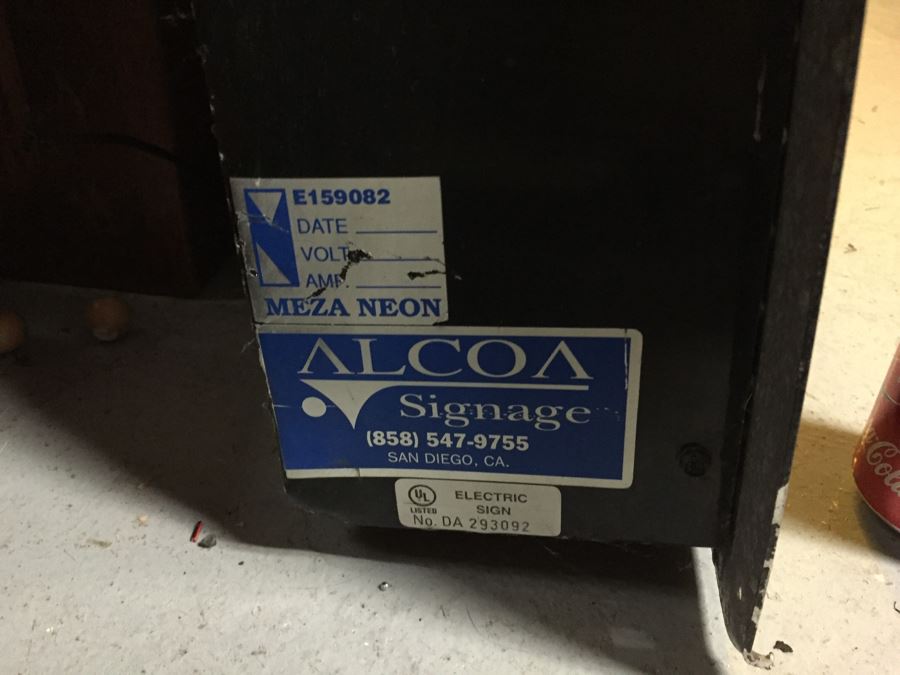 E159082
DATE
VOLT
AMP.
MEZA NEON
ALCOA
Signage
(858) 547-9755
SAN DIEGO, CA.
UL
LISTED
ELECTRIC
SIGN
No. DA 293092